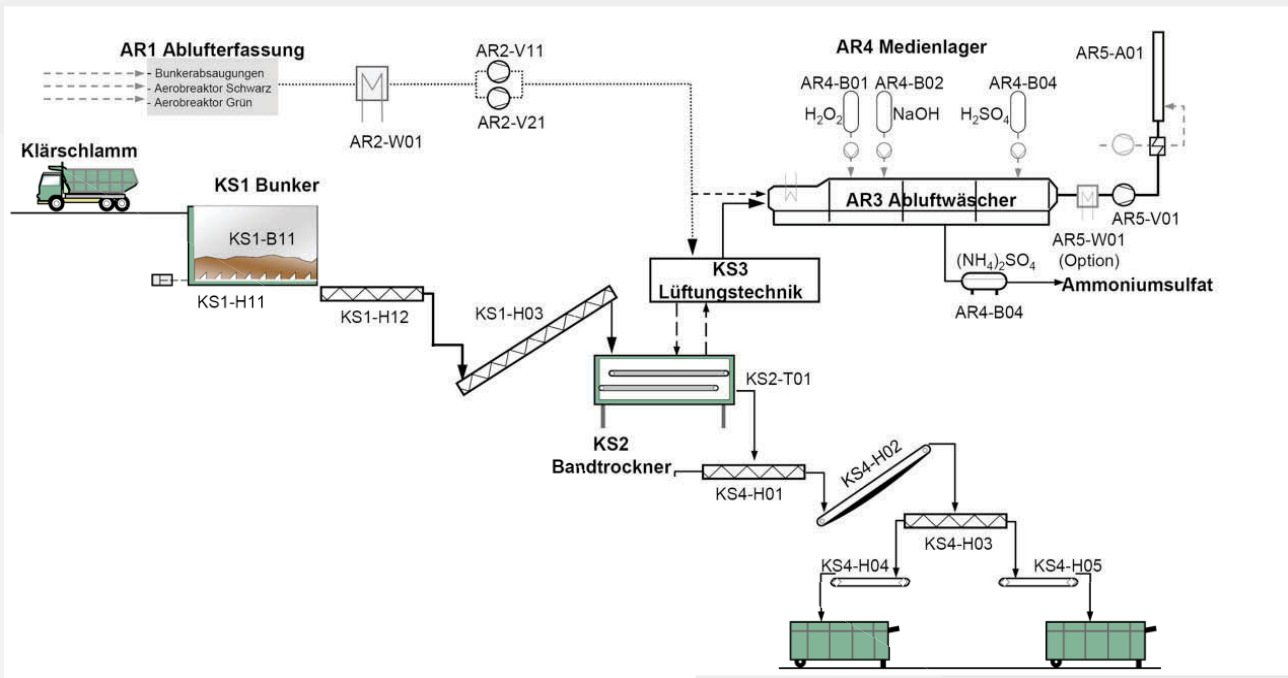 AR1 Ablufterfassung
- Bunkerabsaugungen
- Aerobreaktor Schwarz
- Aerobreaktor Grün
AR2-W01
AR2-V11
AR2-V21
AR4 Medienlager
AR4-B01
AR4-B02
AR4-B04
H₂O₂
NaOH
H₂SO₄
AR5-A01
Klärschlamm
KS1 Bunker
KS1-B11
KS1-H11
KS1-H12
KS1-H03
AR3 Abluftwäscher
AR5-V01
AR5-W01
(Option)
(NH₄)₂SO₄
Ammoniumsulfat
AR4-B04
KS3
Lüftungstechnik
KS2-T01
KS2
Bandtrockner
KS4-H01
KS4-H02
KS4-H03
KS4-H04
KS4-H05